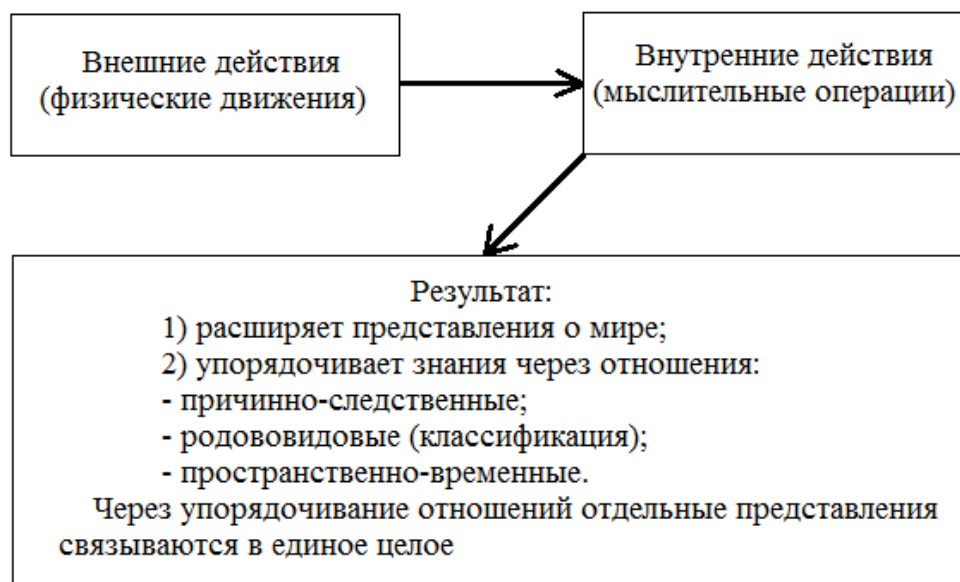 Внешние действия
(физические движения)
Внутренние действия
(мыслительные операции)
Результат:
1) расширяет представления о мире;
2) упорядочивает знания через отношения:
- причинно-следственные;
- родововидовые (классификация);
- пространственно-временные.
Через упорядочивание отношений отдельные представления
связываются в единое целое